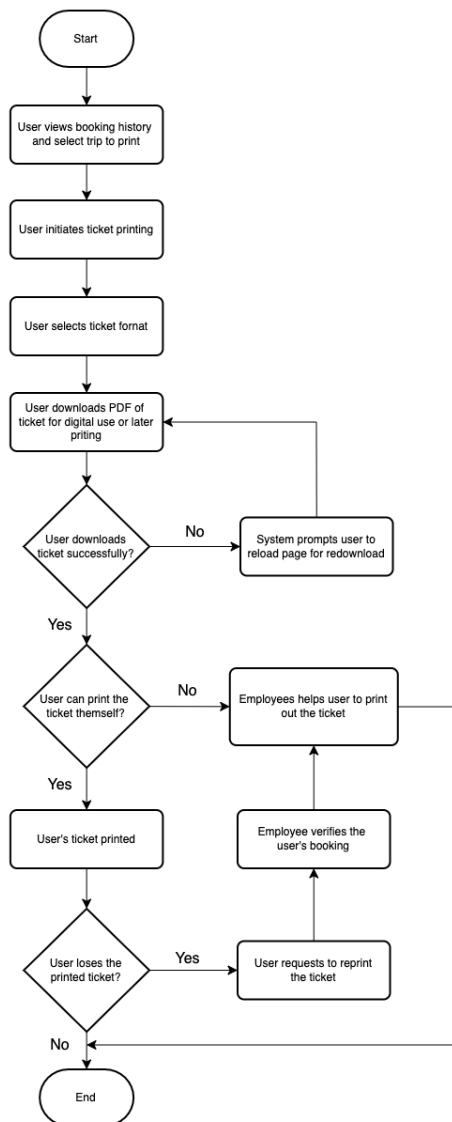 Start
User views booking history
and select trip to print
User initiates ticket printing
User selects ticket fornat
User downloads PDF of
ticket for digital use or later
priting
User downloads
ticket successfully?
No
System prompts user to
reload page for redownload
Yes
User can print the
ticket themself?
No
Employees helps user to print
out the ticket
Yes
User's ticket printed
Employee verifies the
user's booking
User loses the
printed ticket?
Yes
User requests to reprint
the ticket
No
End